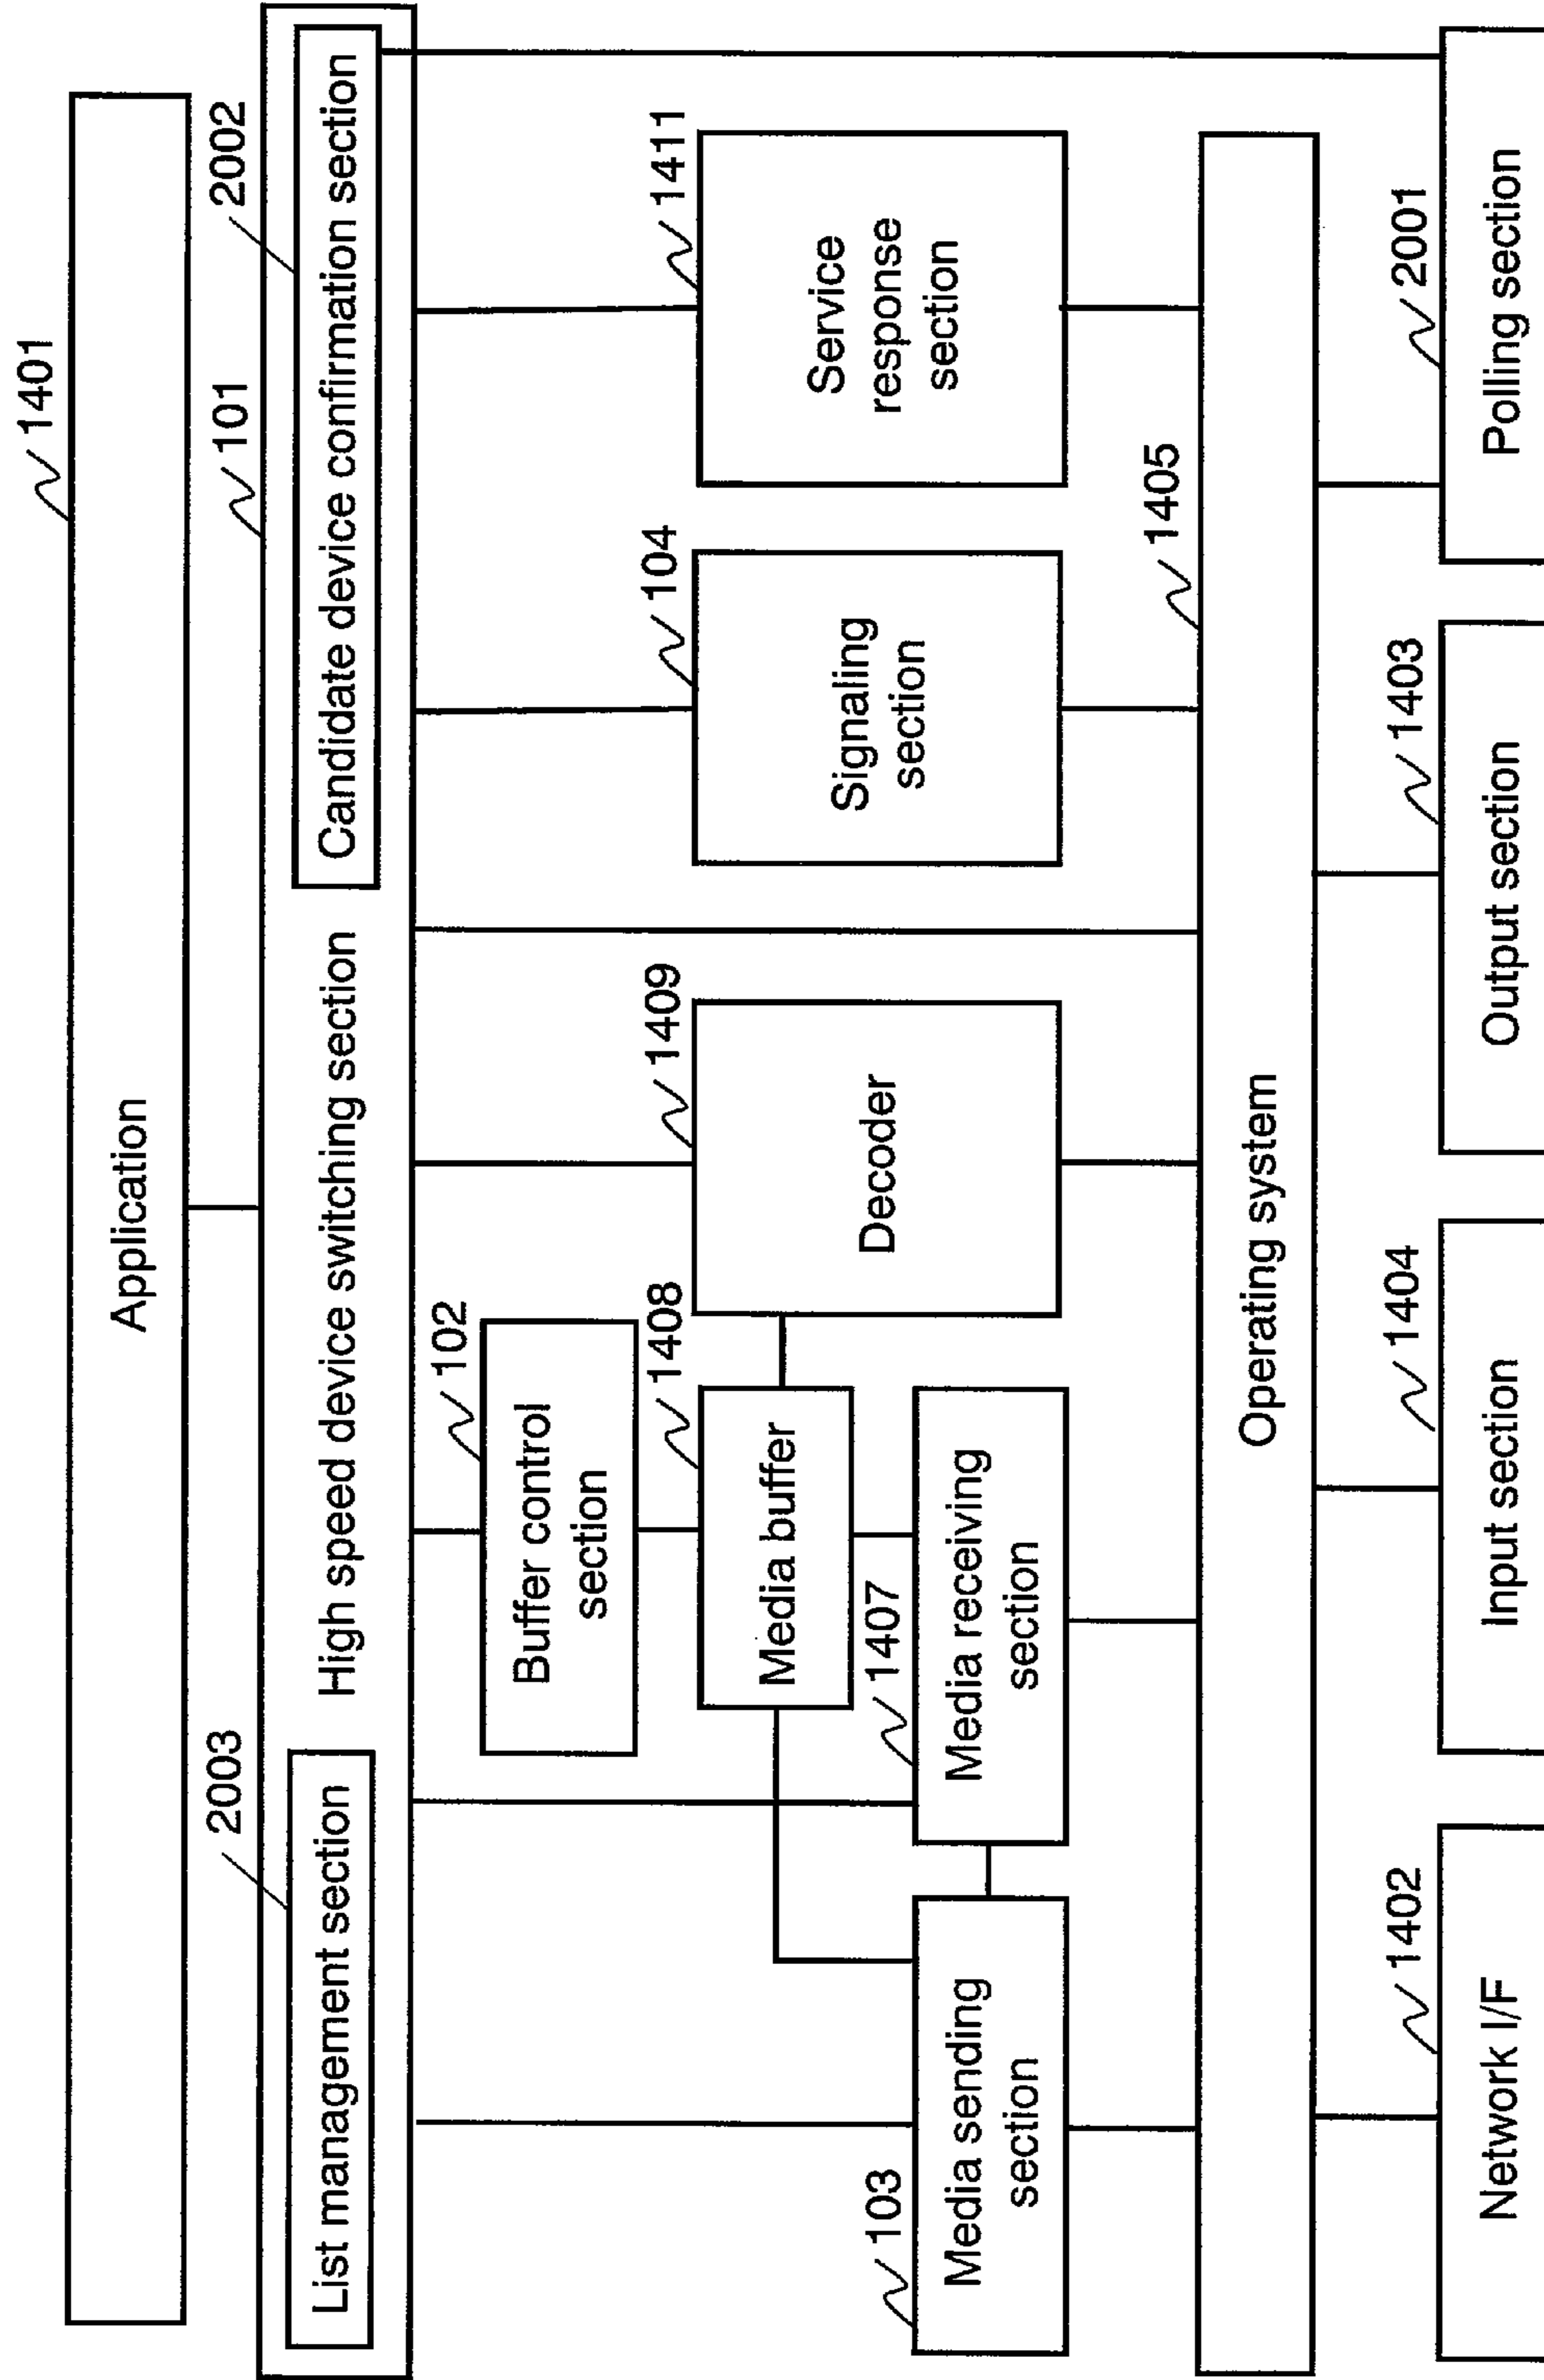 1401
Application
101
2003
List management section
High speed device switching section
2002
Candidate device confirmation section
102
Buffer control
section
1408
Media buffer
1409
Decoder
104
Signaling
section
1411
Service
response
section
103
Media sending
section
1407
Media receiving
section
1405
Operating system
1402
Network I/F
1404
Input section
1403
Output section
2001
Polling section